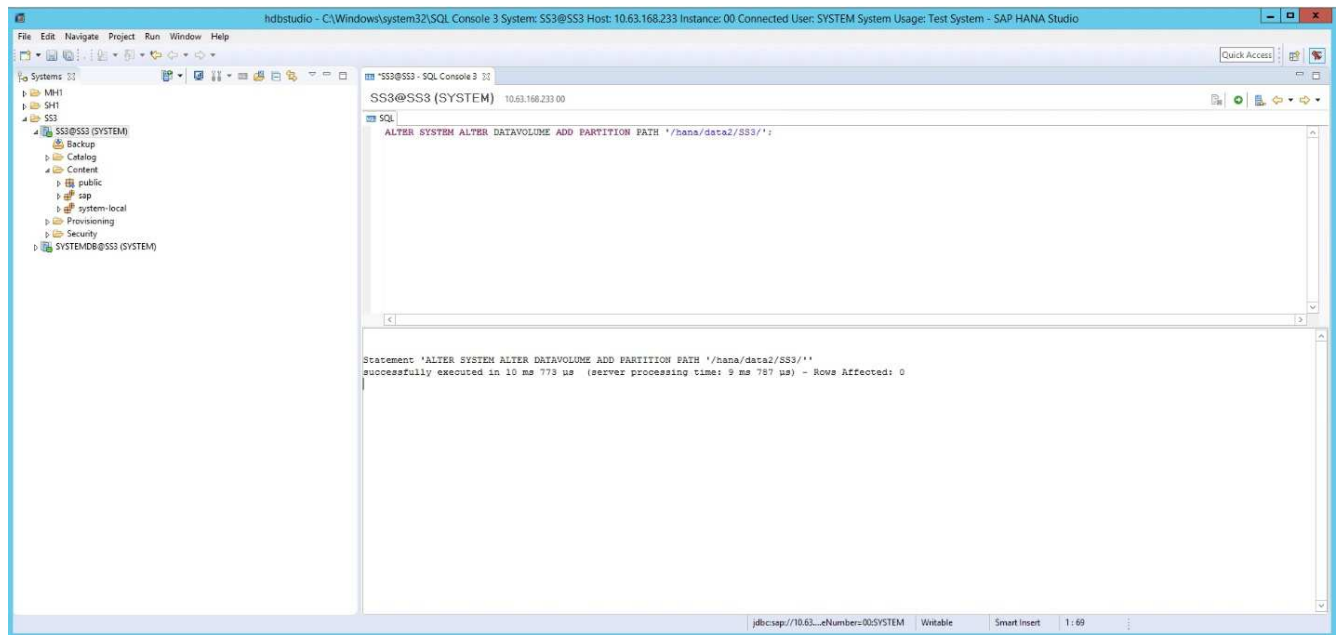 hdbstudio - C:\Windows\system32\SQL Console 3 System: SS3@SS3 Host: 10.63.168.233 Instance: 00 Connected User: SYSTEM System Usage: Test System - SAP HANA Studio
File Edit Navigate Project Run Window Help
Quick Access
Systems
MH1
SH1
SS3
SS3@SS3 (SYSTEM)
Backup
Catalog
Content
public
sap
system-local
Provisioning
Security
SYSTEMDB@SS3 (SYSTEM)
*SS3@SS3 - SQL Console 3
SS3@SS3 (SYSTEM) 10.63.168.233 00
SQL
ALTER SYSTEM ALTER DATAVOLUME ADD PARTITION PATH '/hana/data2/SS3/';
Statement 'ALTER SYSTEM ALTER DATAVOLUME ADD PARTITION PATH '/hana/data2/SS3/''
successfully executed in 10 ms 773 µs (server processing time: 9 ms 787 µs) - Rows Affected: 0
jdbc:sap://10.63....eNumber=00:SYSTEM Writable Smart Insert 1 : 69